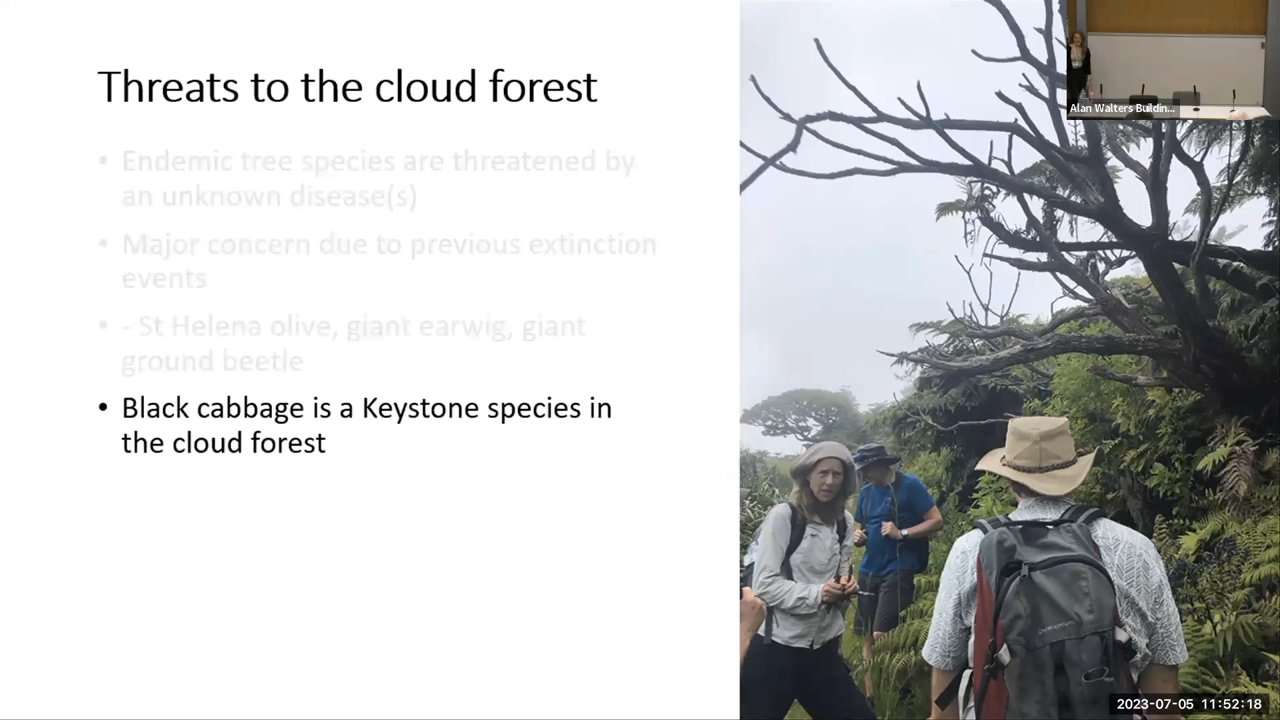 Threats to the cloud forest
• Endemic tree species are threatened by
an unknown disease(s)
• Major concern due to previous extinction
events
• - St Helena olive, giant earwig, giant
ground beetle
• Black cabbage is a Keystone species in
the cloud forest
Alan Walters Buildin...
2023-07-05 11:52:18